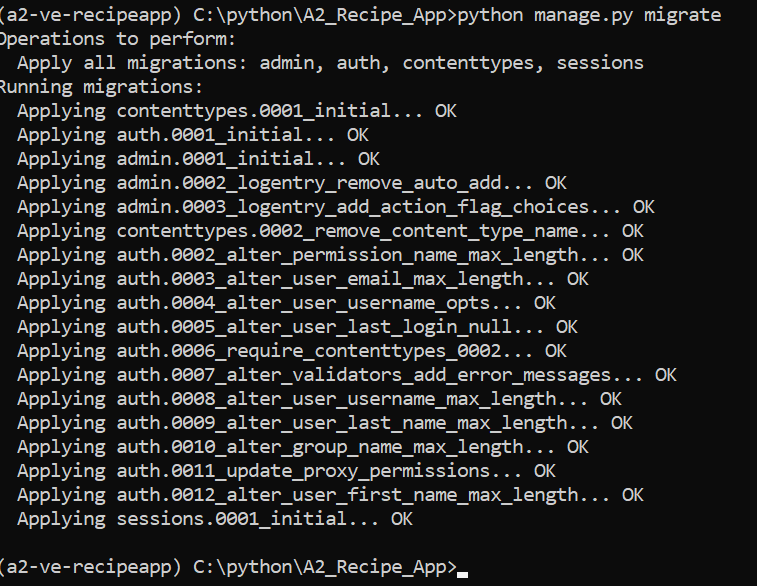 (a2-ve-recipeapp) C:\python\A2_Recipe_App>python manage.py migrate
Operations to perform:
  Apply all migrations: admin, auth, contenttypes, sessions
Running migrations:
  Applying contenttypes.0001_initial... OK
  Applying auth.0001_initial... OK
  Applying admin.0001_initial... OK
  Applying admin.0002_logentry_remove_auto_add... OK
  Applying admin.0003_logentry_add_action_flag_choices... OK
  Applying contenttypes.0002_remove_content_type_name... OK
  Applying auth.0002_alter_permission_name_max_length... OK
  Applying auth.0003_alter_user_email_max_length... OK
  Applying auth.0004_alter_user_username_opts... OK
  Applying auth.0005_alter_user_last_login_null... OK
  Applying auth.0006_require_contenttypes_0002... OK
  Applying auth.0007_alter_validators_add_error_messages... OK
  Applying auth.0008_alter_user_username_max_length... OK
  Applying auth.0009_alter_user_last_name_max_length... OK
  Applying auth.0010_alter_group_name_max_length... OK
  Applying auth.0011_update_proxy_permissions... OK
  Applying auth.0012_alter_user_first_name_max_length... OK
  Applying sessions.0001_initial... OK
(a2-ve-recipeapp) C:\python\A2_Recipe_App>